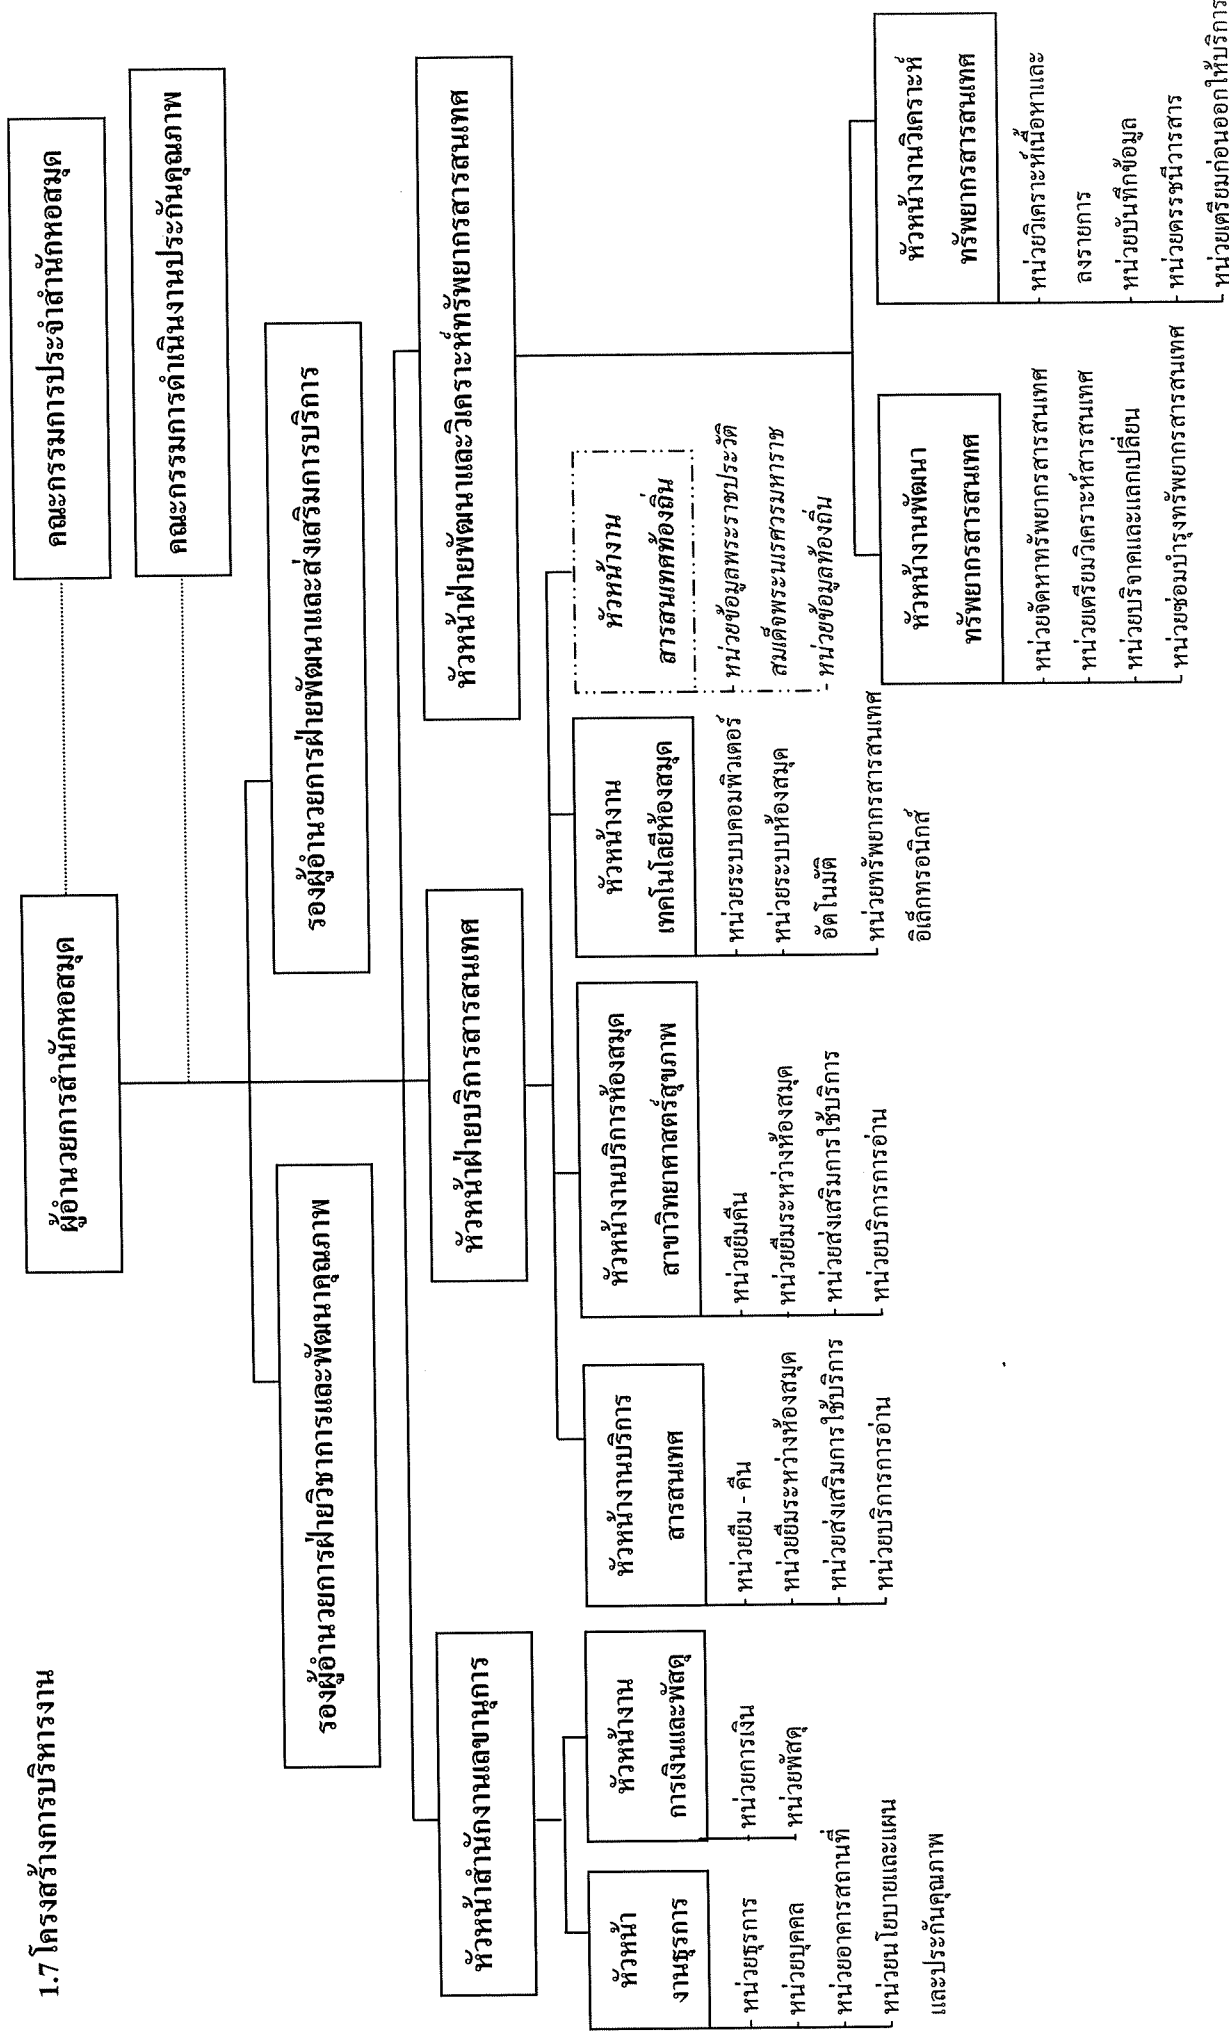 1.7 โครงสร้างการบริหารงาน
ผู้อำนวยการสำนักหอสมุด
คณะกรรมการประจำสำนักหอสมุด
คณะกรรมการดำเนินงานประกันคุณภาพ
รองผู้อำนวยการฝ่ายวิชาการและพัฒนาคุณภาพ
รองผู้อำนวยการฝ่ายพัฒนาและส่งเสริมการบริการ
หัวหน้าสำนักงานเลขานุการ
หัวหน้าฝ่ายบริการสารสนเทศ
หัวหน้าฝ่ายพัฒนาและวิเคราะห์ทรัพยากรสารสนเทศ
หัวหน้า
งานธุรการ
- หน่วยธุรการ
- หน่วยบุคคล
- หน่วยอาคารสถานที่
- หน่วยนโยบายและแผน
และประกันคุณภาพ
หัวหน้างาน
การเงินและพัสดุ
- หน่วยการเงิน
- หน่วยพัสดุ
หัวหน้างานบริการ
สารสนเทศ
- หน่วยยืม - คืน
- หน่วยยืมระหว่างห้องสมุด
- หน่วยส่งเสริมการใช้บริการ
- หน่วยบริการการอ่าน
หัวหน้างานบริการห้องสมุด
สาขาวิทยาศาสตร์สุขภาพ
- หน่วยยืมคืน
- หน่วยยืมระหว่างห้องสมุด
- หน่วยส่งเสริมการใช้บริการ
- หน่วยบริการการอ่าน
หัวหน้างาน
เทคโนโลยีห้องสมุด
- หน่วยระบบคอมพิวเตอร์
- หน่วยระบบห้องสมุด
อัตโนมัติ
- หน่วยทรัพยากรสารสนเทศ
อิเล็กทรอนิกส์
หัวหน้างาน
สารสนเทศท้องถิ่น
- หน่วยข้อมูลพระราชประวัติ
สมเด็จพระนเรศวรมหาราช
- หน่วยข้อมูลท้องถิ่น
หัวหน้างานพัฒนา
ทรัพยากรสารสนเทศ
- หน่วยจัดหาทรัพยากรสารสนเทศ
- หน่วยเตรียมวิเคราะห์สารสนเทศ
- หน่วยบริจาคและแลกเปลี่ยน
- หน่วยซ่อมบำรุงทรัพยากรสารสนเทศ
หัวหน้างานวิเคราะห์
ทรัพยากรสารสนเทศ
- หน่วยวิเคราะห์เนื้อหาและ
ลงรายการ
- หน่วยบันทึกข้อมูล
- หน่วยดรรชนีวารสาร
- หน่วยเตรียมก่อนออกให้บริการ